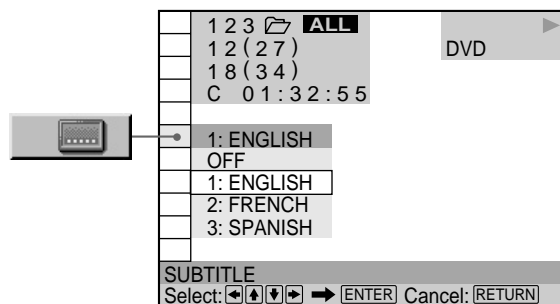 123 ALL
12(27)
DVD
18(34)
C 01:32:55
1: ENGLISH
OFF
1: ENGLISH
2: FRENCH
3: SPANISH
SUBTITLE
Select: ENTER Cancel: RETURN